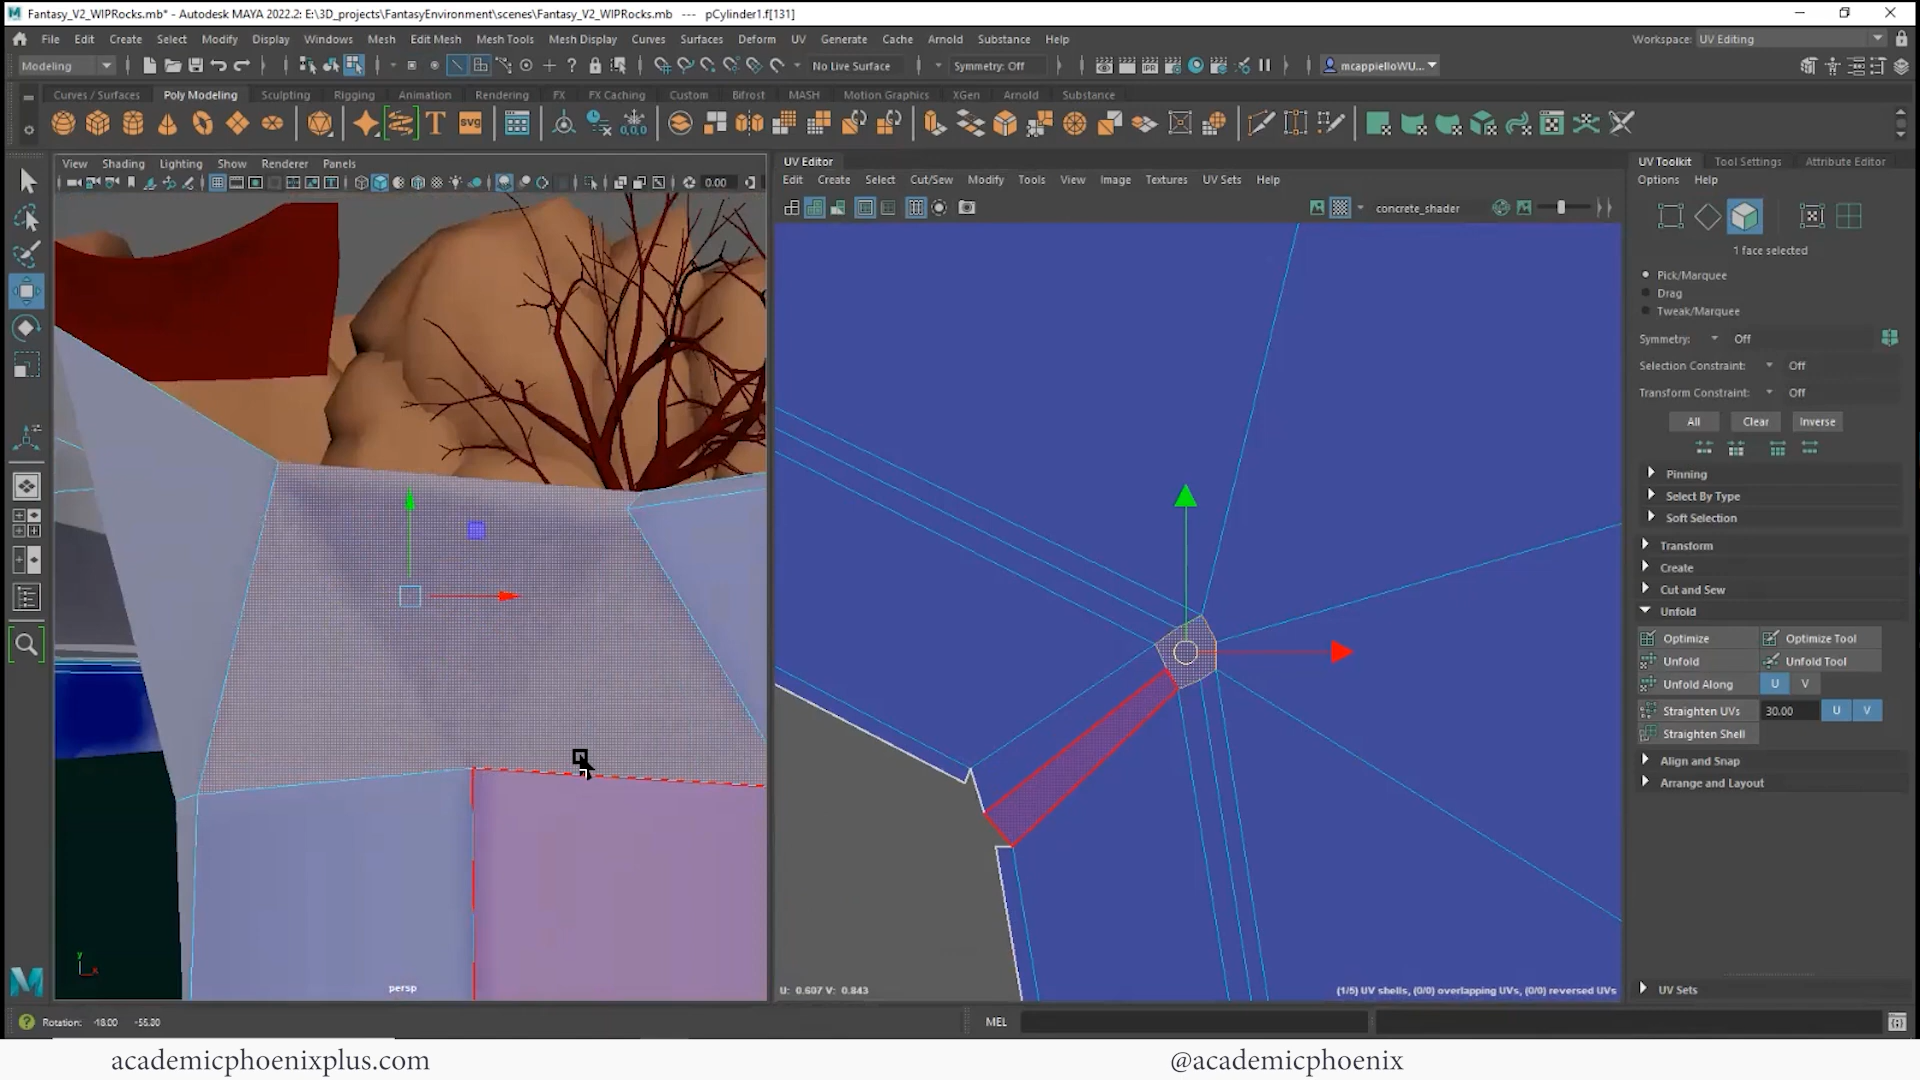 Fantasy_V2_WIPRocks.mb* - Autodesk MAYA 2022.2: E:\3D_projects\FantasyEnvironment\scenes\Fantasy_V2_WIPRocks.mb --- pCylinder1.f[131]
File Edit Create Select Modify Display Windows Mesh Edit Mesh Mesh Tools Mesh Display Curves Surfaces Deform UV Generate Cache Arnold Substance Help Workspace: UV Editing
Modeling No Live Surface Symmetry: Off mcappielloWU...
Curves / Surfaces Poly Modeling Sculpting Rigging Animation Rendering FX FX Caching Custom Bifrost MASH Motion Graphics XGen Arnold Substance
View Shading Lighting Show Renderer Panels
0.00
persp
UV Editor
Edit Create Select Cut/Sew Modify Tools View Image Textures UV Sets Help
concrete_shader
U: 0.607 V: 0.843 (1/5) UV shells, (0/0) overlapping UVs, (0/0) reversed UVs
UV Toolkit Tool Settings Attribute Editor
Options Help
1 face selected
Pick/Marquee
Drag
Tweak/Marquee
Symmetry: Off
Selection Constraint: Off
Transform Constraint: Off
All Clear Inverse
Pinning
Select By Type
Soft Selection
Transform
Create
Cut and Sew
Unfold
Optimize Optimize Tool
Unfold Unfold Tool
Unfold Along U V
Straighten UVs 30.00 U V
Straighten Shell
Align and Snap
Arrange and Layout
UV Sets
Rotation: -18.00 -55.80 MEL
academicphoenixplus.com @academicphoenix